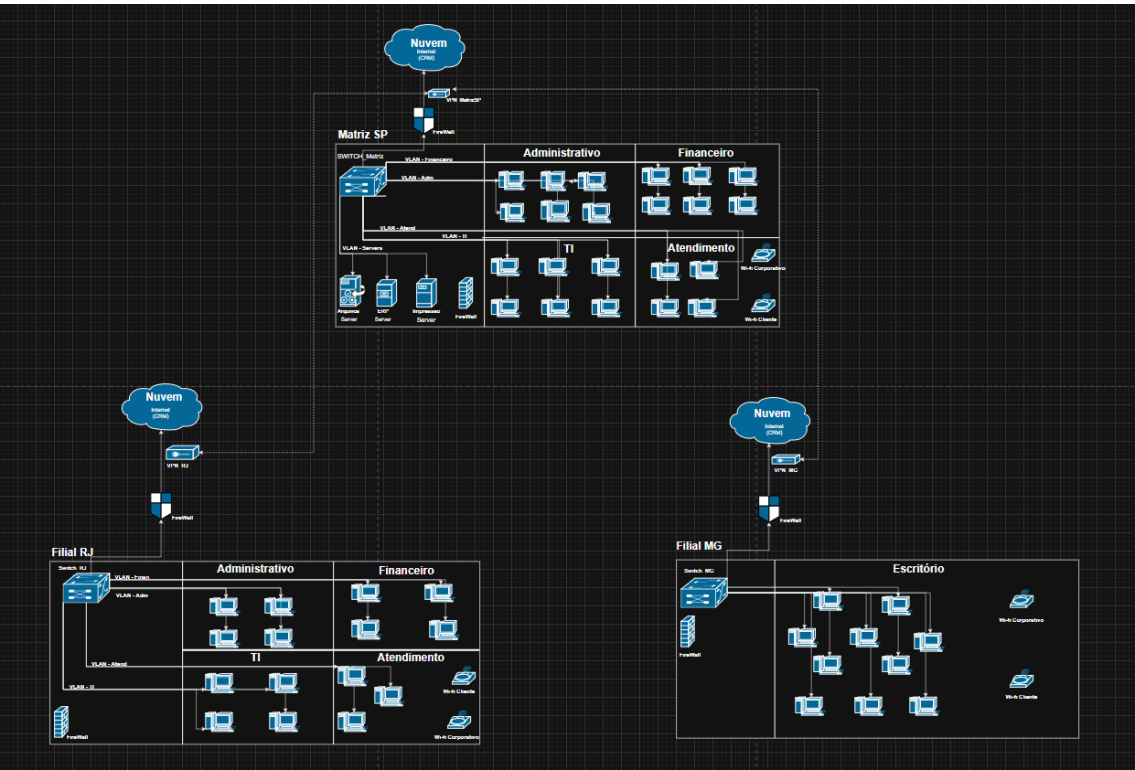 Nuvem
Internet
(CRM)
VPN MatrizSP
FireWall
Matriz SP
SWITCH_Matriz
VLAN - Financeiro
VLAN - Adm
Administrativo
Financeiro
VLAN - Atend
VLAN - TI
VLAN - Servers
TI
Atendimento
Wi-fi Corporativo
Arquivos
Server
ERP
Server
Impressao
Server
FireWall
Wi-fi Cliente
Nuvem
Internet
(CRM)
VPN RJ
FireWall
Filial RJ
Switch RJ
VLAN - Finan
VLAN - Adm
Administrativo
Financeiro
VLAN - Atend
VLAN - TI
TI
Atendimento
Wi-fi Cliente
FireWall
Wi-fi Corporativo
Nuvem
Internet
(CRM)
VPN MG
FireWall
Filial MG
Switch MG
Escritório
Wi-fi Corporativo
FireWall
Wi-fi Cliente